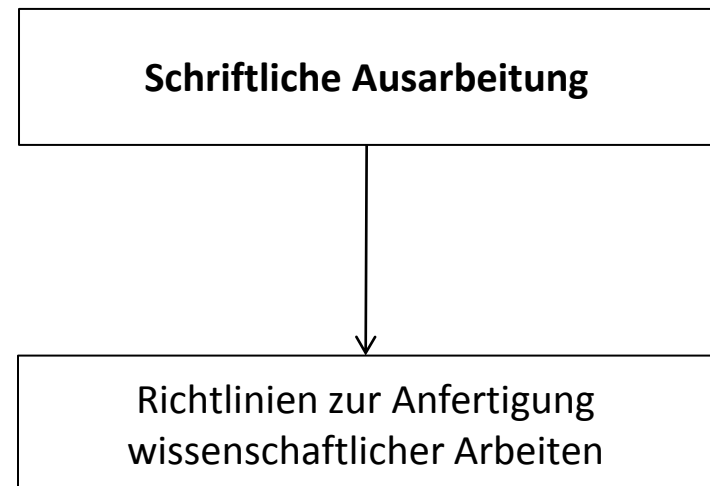 Schriftliche Ausarbeitung
Richtlinien zur Anfertigung
wissenschaftlicher Arbeiten